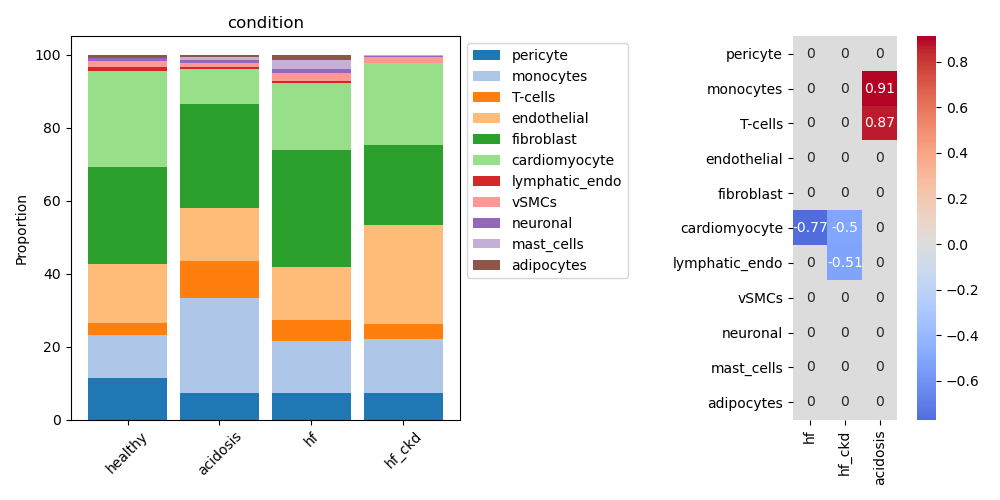 condition
Proportion
100
80
60
40
20
0
healthy
acidosis
hf
hf_ckd
pericyte
monocytes
T-cells
endothelial
fibroblast
cardiomyocyte
lymphatic_endo
vSMCs
neuronal
mast_cells
adipocytes
pericyte 0 0 0
monocytes 0 0 0.91
T-cells 0 0 0.87
endothelial 0 0 0
fibroblast 0 0 0
cardiomyocyte -0.77 -0.5 0
lymphatic_endo 0 -0.51 0
vSMCs 0 0 0
neuronal 0 0 0
mast_cells 0 0 0
adipocytes 0 0 0
hf
hf_ckd
acidosis
0.8
0.6
0.4
0.2
0.0
−0.2
−0.4
−0.6